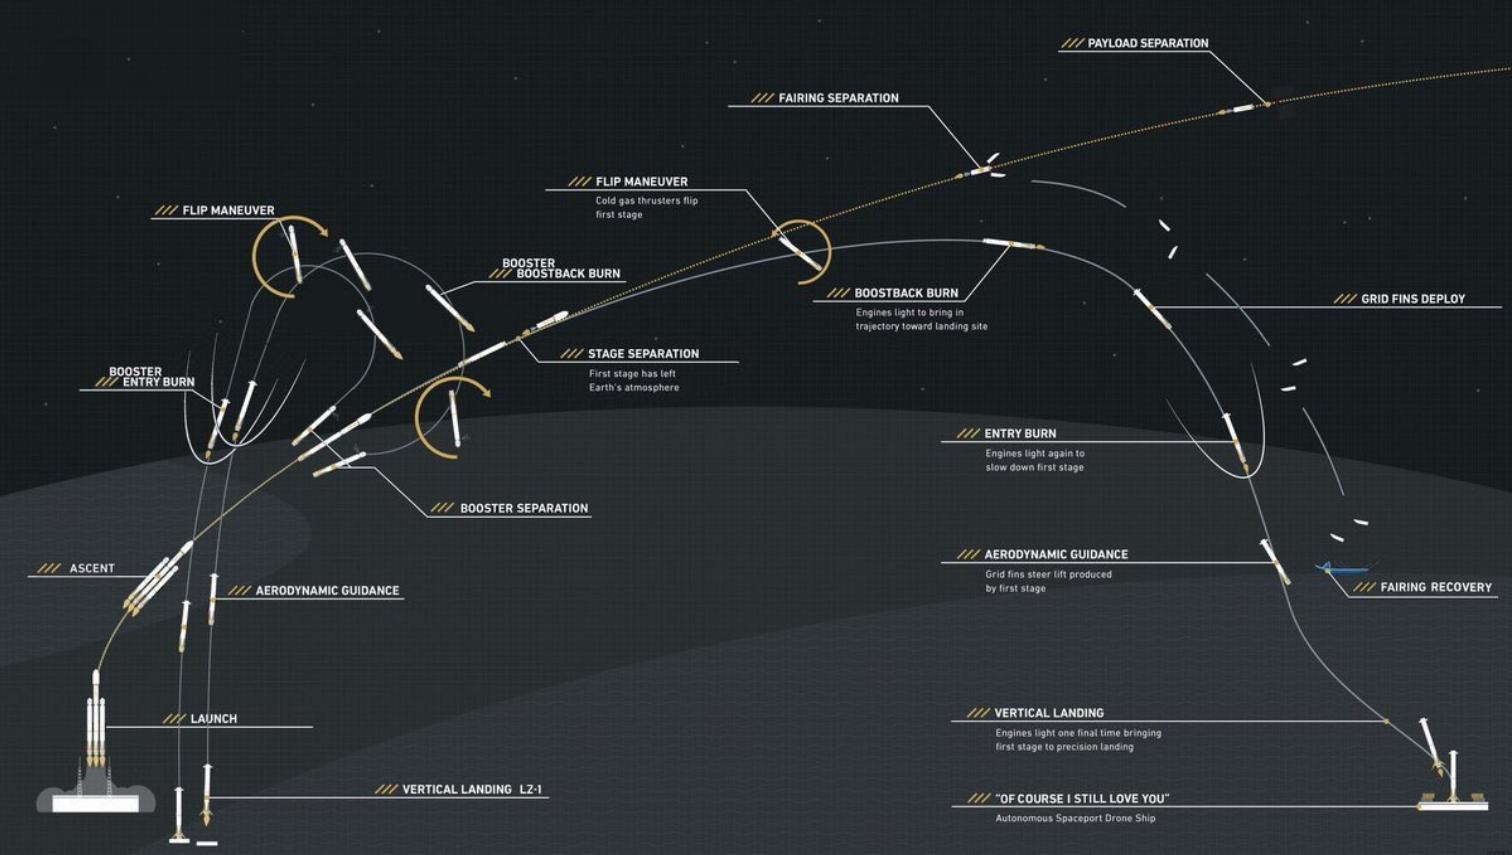 /// PAYLOAD SEPARATION
/// FAIRING SEPARATION
/// FLIP MANEUVER
Cold gas thrusters flip
first stage
/// FLIP MANEUVER
BOOSTER
/// BOOSTBACK BURN
/// BOOSTBACK BURN
Engines light to bring in
trajectory toward landing site
/// GRID FINS DEPLOY
/// STAGE SEPARATION
First stage has left
Earth's atmosphere
BOOSTER
/// ENTRY BURN
/// ENTRY BURN
Engines light again to
slow down first stage
/// BOOSTER SEPARATION
/// ASCENT
/// AERODYNAMIC GUIDANCE
/// AERODYNAMIC GUIDANCE
Grid fins steer lift produced
by first stage
/// FAIRING RECOVERY
/// LAUNCH
/// VERTICAL LANDING
Engines light one final time bringing
first stage to precision landing
/// VERTICAL LANDING LZ-1
/// "OF COURSE I STILL LOVE YOU"
Autonomous Spaceport Drone Ship